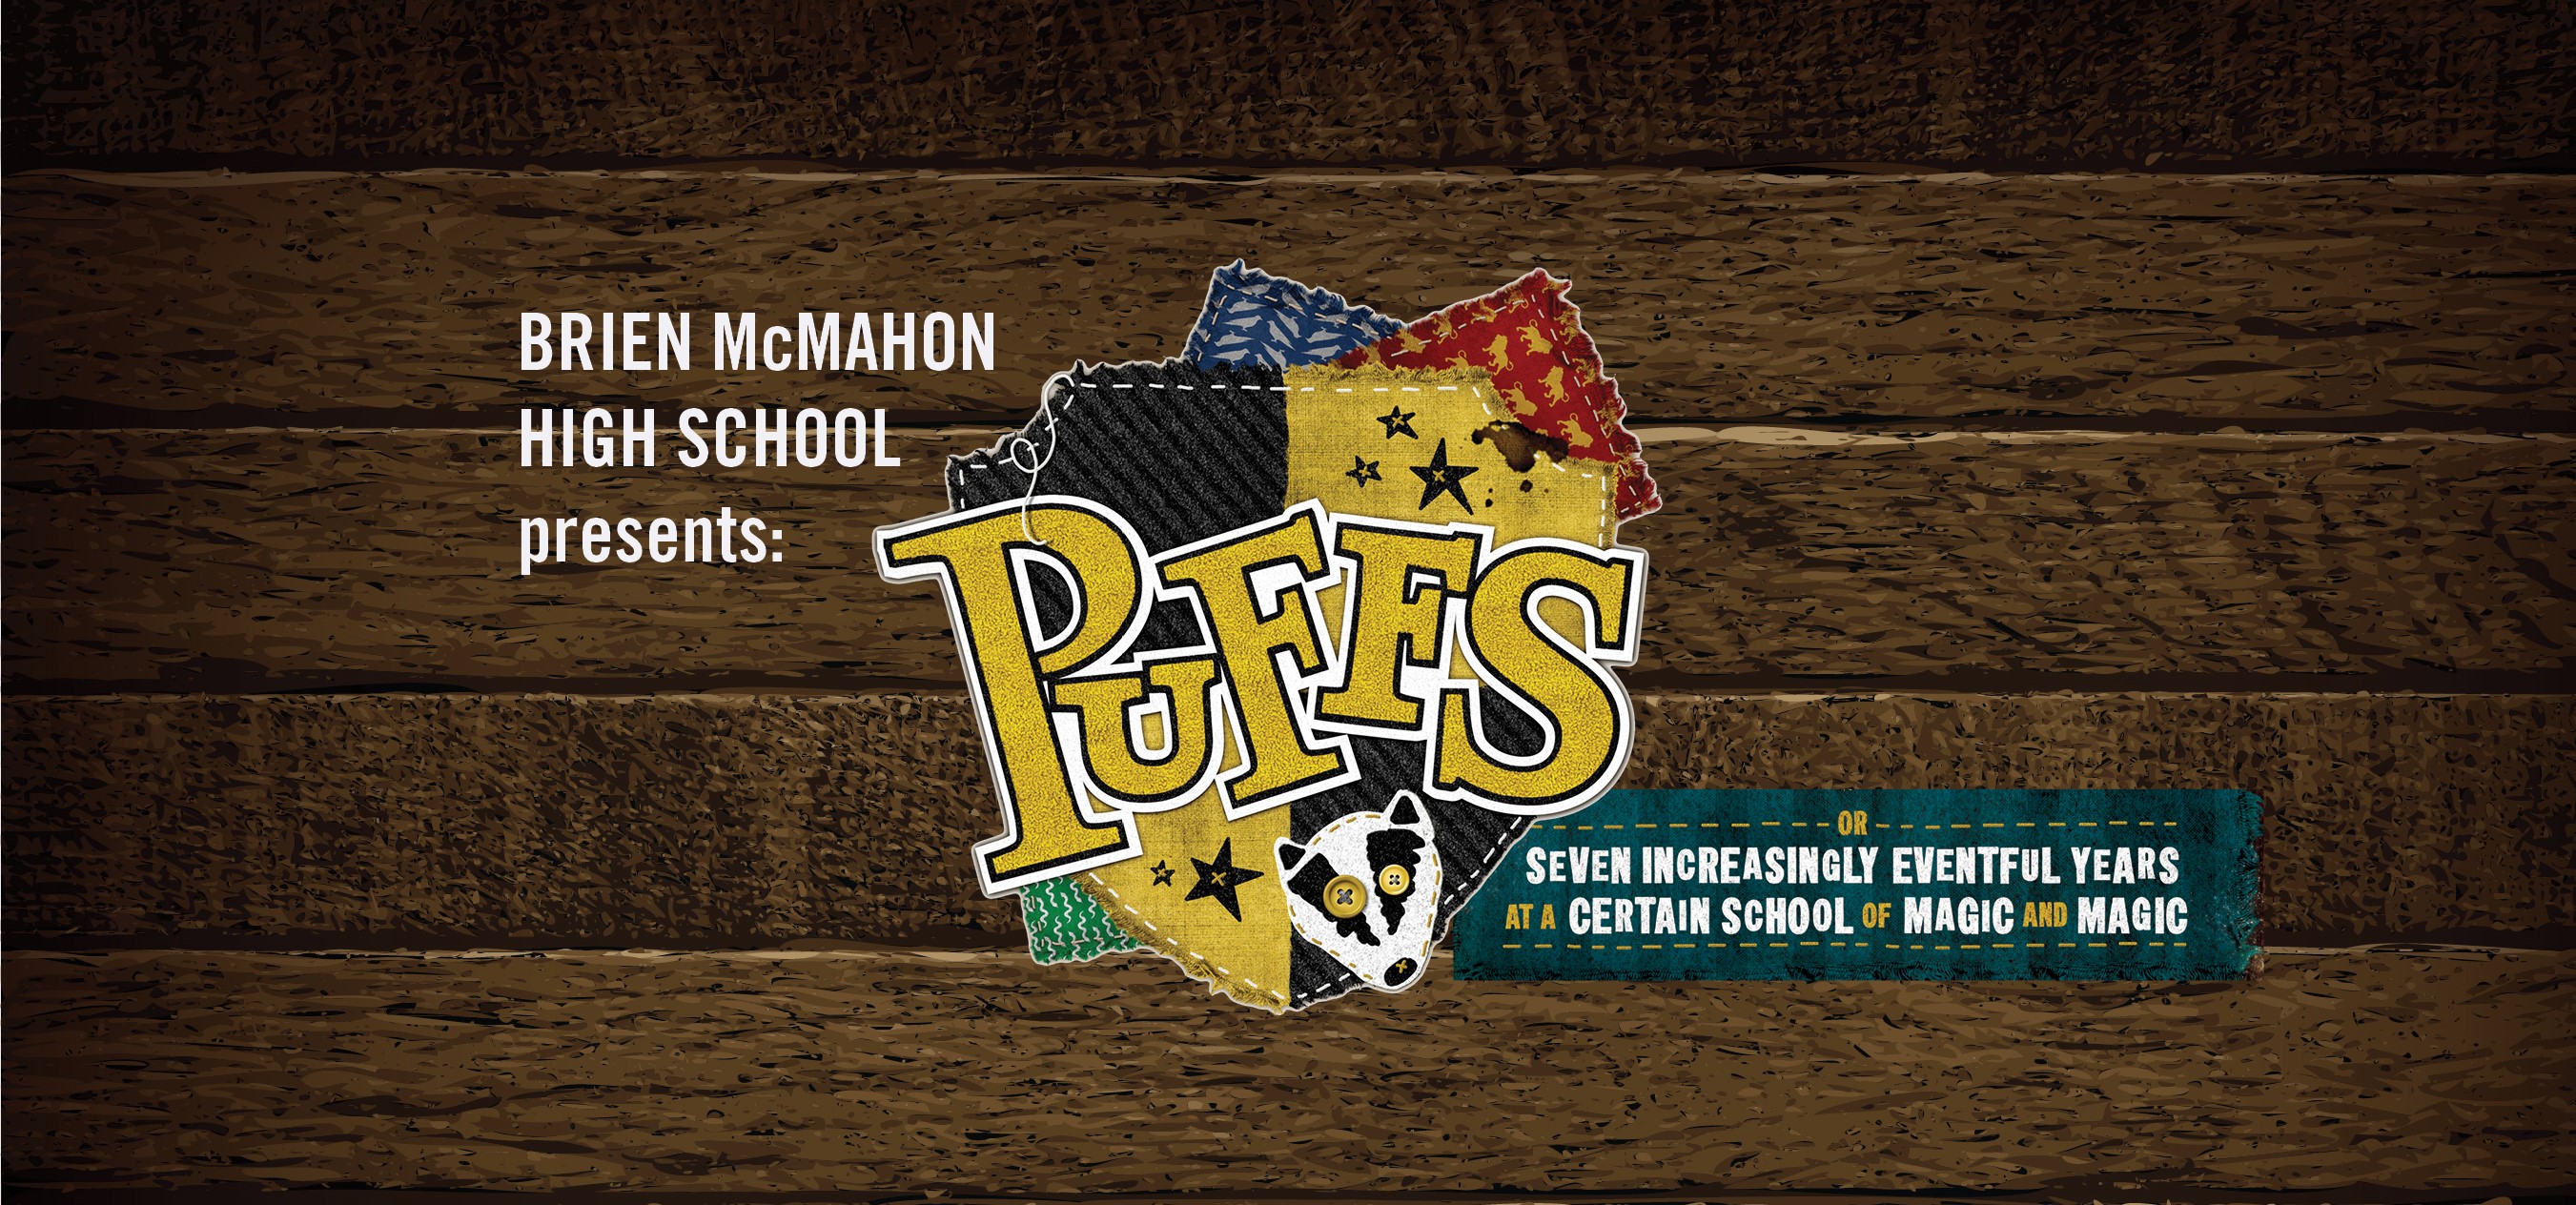 BRIEN McMAHON
HIGH SCHOOL
presents:
PUFFS
OR
SEVEN INCREASINGLY EVENTFUL YEARS
AT A CERTAIN SCHOOL OF MAGIC AND MAGIC